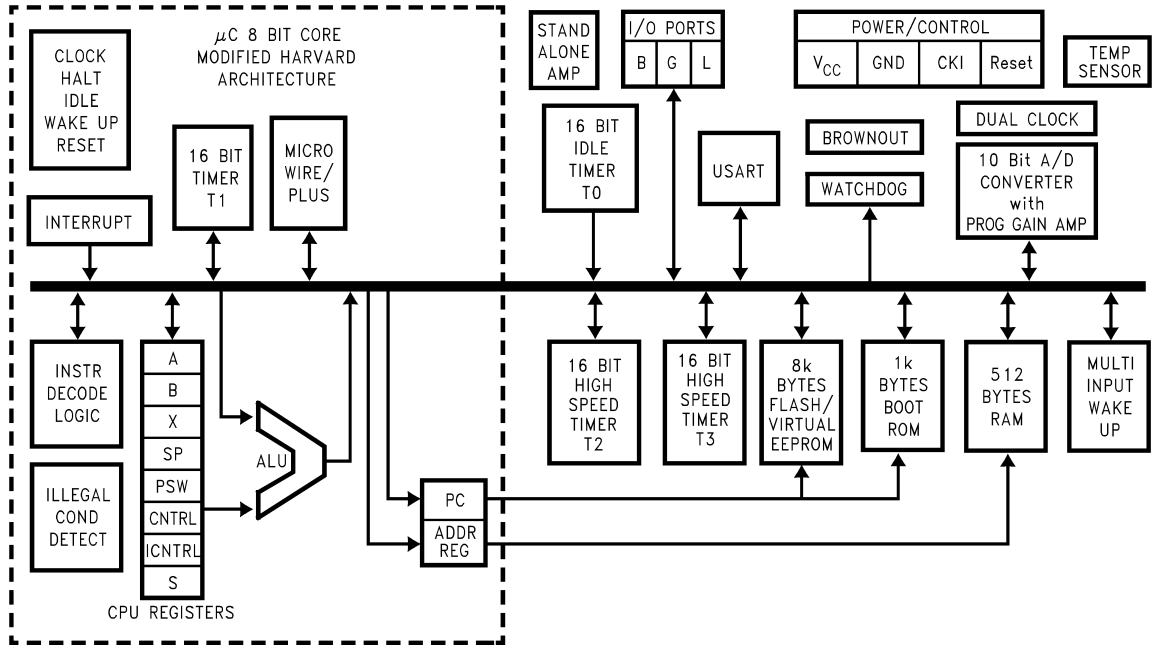 μC 8 BIT CORE
MODIFIED HARVARD
ARCHITECTURE
CLOCK
HALT
IDLE
WAKE UP
RESET
INTERRUPT
16 BIT
TIMER
T1
MICRO
WIRE/
PLUS
STAND
ALONE
AMP
I/O PORTS
B G L
POWER/CONTROL
VCC GND CKI Reset
TEMP
SENSOR
16 BIT
IDLE
TIMER
T0
USART
BROWNOUT
WATCHDOG
DUAL CLOCK
10 Bit A/D
CONVERTER
with
PROG GAIN AMP
INSTR
DECODE
LOGIC
ILLEGAL
COND
DETECT
A
B
X
SP
PSW
CNTRL
ICNTRL
S
CPU REGISTERS
ALU
PC
ADDR
REG
16 BIT
HIGH
SPEED
TIMER
T2
16 BIT
HIGH
SPEED
TIMER
T3
8k
BYTES
FLASH/
VIRTUAL
EEPROM
1k
BYTES
BOOT
ROM
512
BYTES
RAM
MULTI
INPUT
WAKE
UP